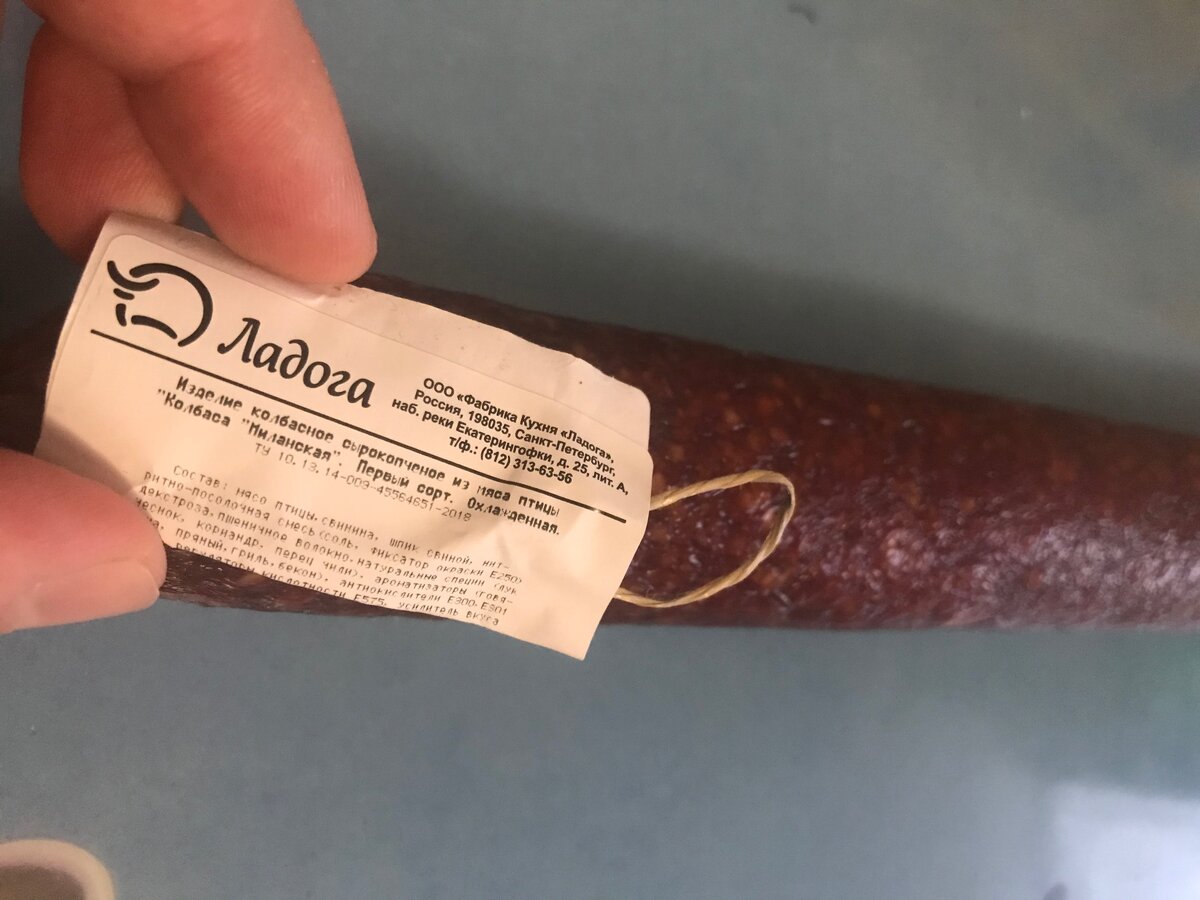 Ладога
ООО «Фабрика Кухня «Ладога»,
Россия, 198035, Санкт-Петербург,
наб. реки Екатерингофки, д. 25, лит. А,
т/ф.: (812) 313-63-56
Изделие колбасное сырокопченое из мяса птицы
"Колбаса "Миланская". Первый сорт. Охлажденная.
ТУ 10.13.14-009-45564651-2018
Состав: мясо птицы, свинина, шпик свиной, нит-
ритно-посолочная смесь (соль, фиксатор окраски E250)
декстроза, пшеничное волокно, натуральные специи (лук
чеснок, кориандр, перец чили), ароматизаторы (говя-
пряный, гриль, бекон), антиокислители E300, E301
регуляторы кислотности E575, усилитель вкуса